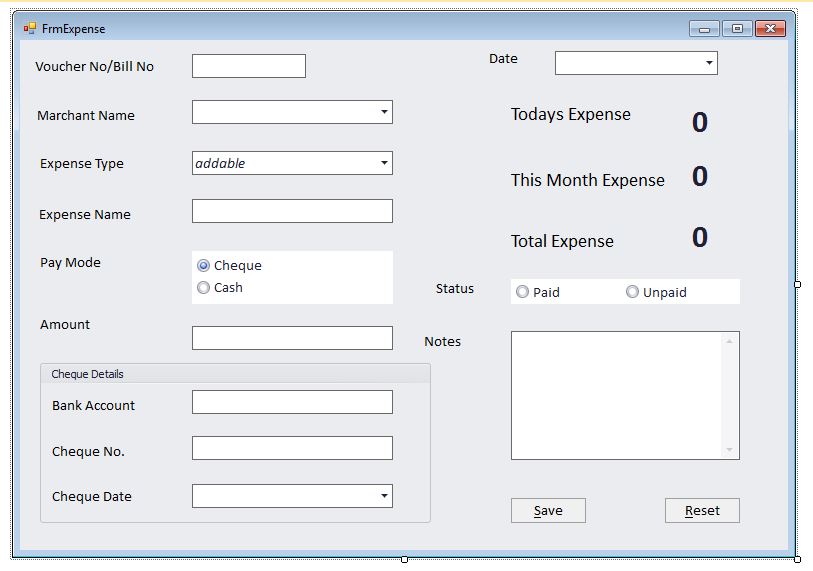 FrmExpense
Voucher No/Bill No
Date
Marchant Name
Todays Expense 0
Expense Type addable
This Month Expense 0
Expense Name
Total Expense 0
Pay Mode
Cheque
Cash
Status
Paid
Unpaid
Amount
Notes
Cheque Details
Bank Account
Cheque No.
Cheque Date
Save
Reset